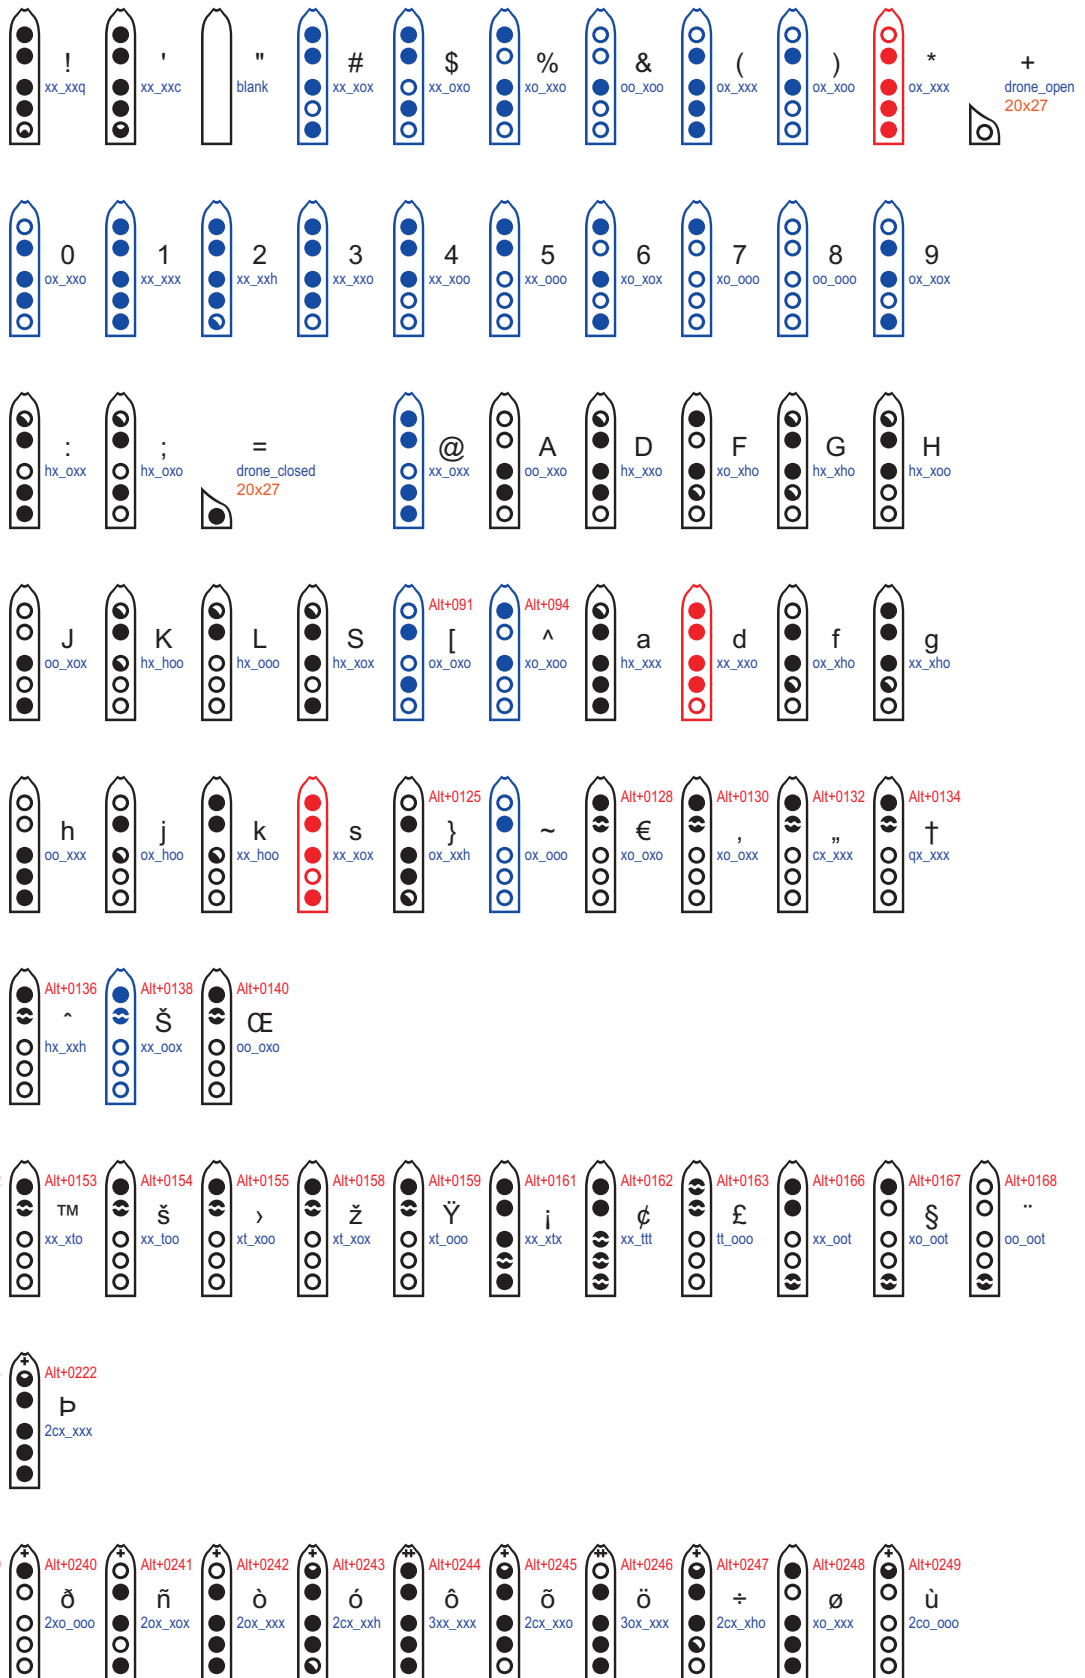 ! ' " # $ % & ( ) * +
xx_xxq xx_xxc blank xx_xox xx_oxo xo_xxo oo_xoo ox_xxx ox_xoo ox_xxx drone_open
20x27
0 1 2 3 4 5 6 7 8 9
ox_xxo xx_xxx xx_xxh xx_xxo xx_xoo xx_ooo xo_xox xo_ooo oo_ooo ox_xox
: ; = @ A D F G H
hx_oxx hx_oxo drone_closed xx_oxx oo_xxo hx_xxo xo_xho hx_xho hx_xoo
20x27
Alt+091 Alt+094
J K L S [ ^ a d f g
oo_xox hx_hoo hx_ooo hx_xox ox_oxo xo_xoo hx_xxx xx_xxo ox_xho xx_xho
Alt+0125 Alt+0128 Alt+0130 Alt+0132 Alt+0134
h j k s } ~ € ‚ „ †
oo_xxx ox_hoo xx_hoo xx_xox ox_xxh ox_ooo xo_oxo xo_oxx cx_xxx qx_xxx
Alt+0136 Alt+0138 Alt+0140
ˆ Š Œ
hx_xxh xx_oox oo_oxo
Alt+0153 Alt+0154 Alt+0155 Alt+0158 Alt+0159 Alt+0161 Alt+0162 Alt+0163 Alt+0166 Alt+0167 Alt+0168
™ š › ž Ÿ ¡ ¢ £ § ¨
xx_xto xx_too xt_xoo xt_xox xt_ooo xx_xtx xx_ttt tt_ooo xx_oot xo_oot oo_oot
Alt+0222
Þ
2cx_xxx
Alt+0240 Alt+0241 Alt+0242 Alt+0243 Alt+0244 Alt+0245 Alt+0246 Alt+0247 Alt+0248 Alt+0249
ð ñ ò ó ô õ ö ÷ ø ù
2xo_ooo 2ox_xox 2ox_xxx 2cx_xxh 3xx_xxx 2cx_xxo 3ox_xxx 2cx_xho xo_xxx 2co_ooo